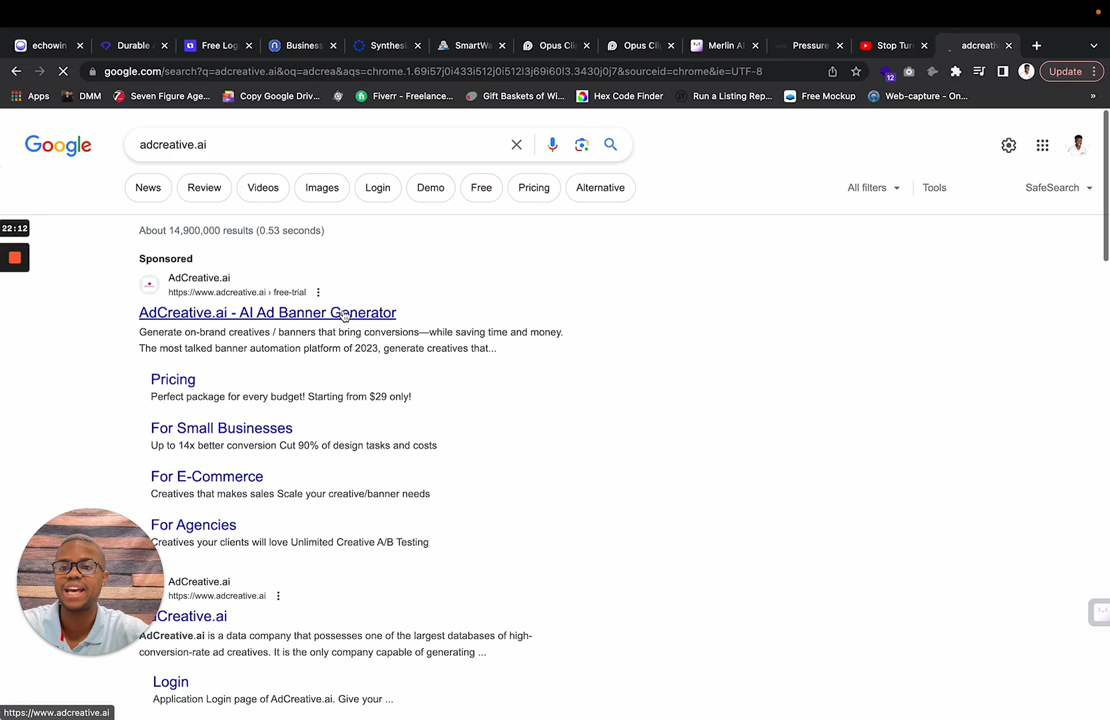 echowin
Durable
Free Log
Business
Synthesi
SmartWa
Opus Cli
Opus Cli
Merlin AI
Pressure
Stop Tur
adcreati
google.com/search?q=adcreative.ai&oq=adcrea&aqs=chrome.1.69i57j0i433i512j0i512l3j69i60l3.3430j0j7&sourceid=chrome&ie=UTF-8
12
Update
Apps
DMM
Seven Figure Age...
Copy Google Driv...
Fiverr - Freelance...
Gift Baskets of Wi...
Hex Code Finder
Run a Listing Rep...
Free Mockup
Web-capture - On...
»
Google
adcreative.ai
News
Review
Videos
Images
Login
Demo
Free
Pricing
Alternative
All filters
Tools
SafeSearch
22:12
About 14,900,000 results (0.53 seconds)
Sponsored
AdCreative.ai
https://www.adcreative.ai › free-trial
AdCreative.ai - AI Ad Banner Generator
Generate on-brand creatives / banners that bring conversions—while saving time and money.
The most talked banner automation platform of 2023, generate creatives that...
Pricing
Perfect package for every budget! Starting from $29 only!
For Small Businesses
Up to 14x better conversion Cut 90% of design tasks and costs
For E-Commerce
Creatives that makes sales Scale your creative/banner needs
For Agencies
Creatives your clients will love Unlimited Creative A/B Testing
AdCreative.ai
https://www.adcreative.ai
dCreative.ai
AdCreative.ai is a data company that possesses one of the largest databases of high-
conversion-rate ad creatives. It is the only company capable of generating ...
Login
Application Login page of AdCreative.ai. Give your ...
https://www.adcreative.ai